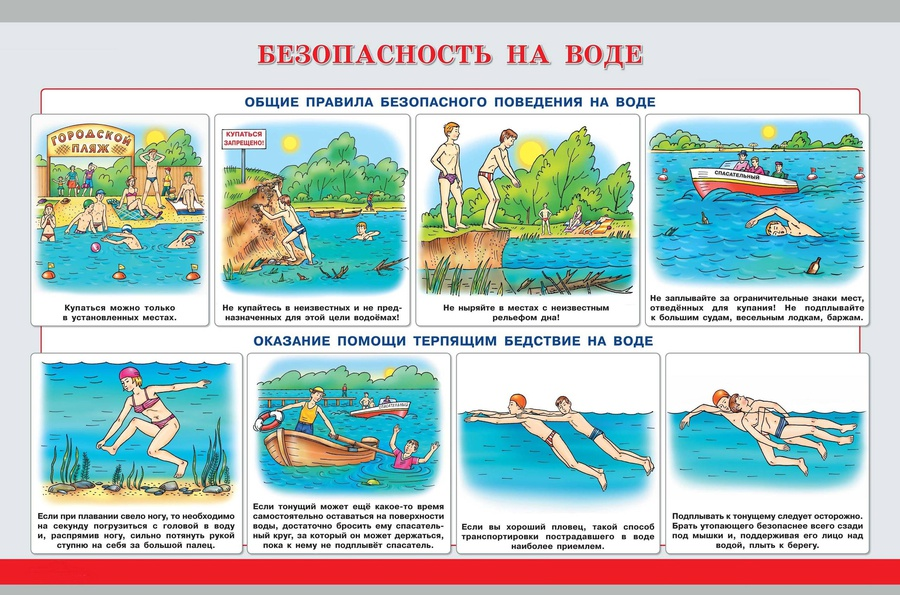 БЕЗОПАСНОСТЬ НА ВОДЕ
ОБЩИЕ ПРАВИЛА БЕЗОПАСНОГО ПОВЕДЕНИЯ НА ВОДЕ
ГОРОДСКОЙ
ПЛЯЖ
Купаться можно только
в установленных местах.
КУПАТЬСЯ
ЗАПРЕЩЕНО!
Не купайтесь в неизвестных и не пред-
назначенных для этой цели водоёмах!
Не ныряйте в местах с неизвестным
рельефом дна!
СПАСАТЕЛЬНЫЙ
Не заплывайте за ограничительные знаки мест,
отведённых для купания! Не подплывайте
к большим судам, весельным лодкам, баржам.
ОКАЗАНИЕ ПОМОЩИ ТЕРПЯЩИМ БЕДСТВИЕ НА ВОДЕ
Если при плавании свело ногу, то необходимо
на секунду погрузиться с головой в воду
и, распрямив ногу, сильно потянуть рукой
ступню на себя за большой палец.
СПАСАТЕЛЬНЫЙ
Если тонущий может ещё какое-то время
самостоятельно оставаться на поверхности
воды, достаточно бросить ему спасатель-
ный круг, за который он может держаться,
пока к нему не подплывёт спасатель.
Если вы хороший пловец, такой способ
транспортировки пострадавшего в воде
наиболее приемлем.
Подплывать к тонущему следует осторожно.
Брать утопающего безопаснее всего сзади
под мышки и, поддерживая его лицо над
водой, плыть к берегу.